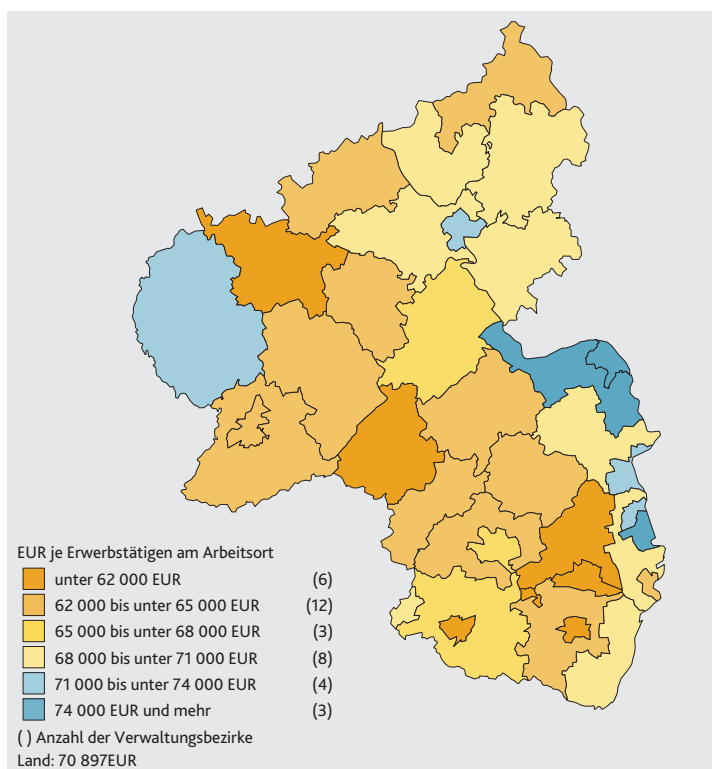 EUR je Erwerbstätigen am Arbeitsort
unter 62 000 EUR (6)
62 000 bis unter 65 000 EUR (12)
65 000 bis unter 68 000 EUR (3)
68 000 bis unter 71 000 EUR (8)
71 000 bis unter 74 000 EUR (4)
74 000 EUR und mehr (3)
( ) Anzahl der Verwaltungsbezirke
Land: 70 897EUR